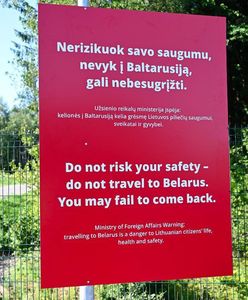 Nerizikuok savo saugumu,
nevyk į Baltarusiją,
gali nebesugrįžti.
Užsienio reikalų ministerija įspėja:
kelionės į Baltarusiją kelia grėsmę Lietuvos piliečių saugumui,
sveikatai ir gyvybei.
Do not risk your safety –
do not travel to Belarus.
You may fail to come back.
Ministry of Foreign Affairs Warning:
travelling to Belarus is a danger to Lithuanian citizens' life,
health and safety.